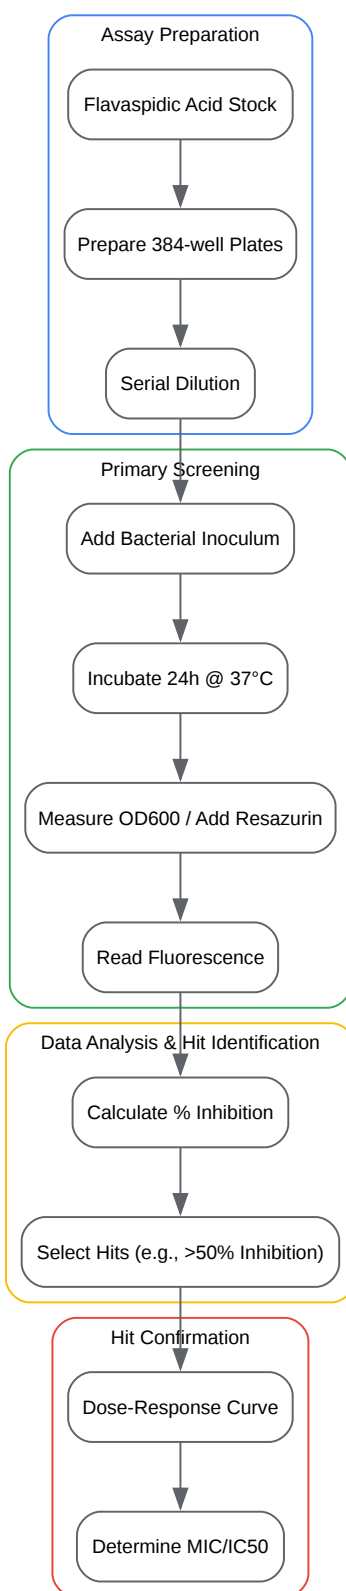 Assay Preparation
Flavaspidic Acid Stock
Prepare 384-well Plates
Serial Dilution
Primary Screening
Add Bacterial Inoculum
Incubate 24h @ 37°C
Measure OD600 / Add Resazurin
Read Fluorescence
Data Analysis & Hit Identification
Calculate % Inhibition
Select Hits (e.g., >50% Inhibition)
Hit Confirmation
Dose-Response Curve
Determine MIC/IC50